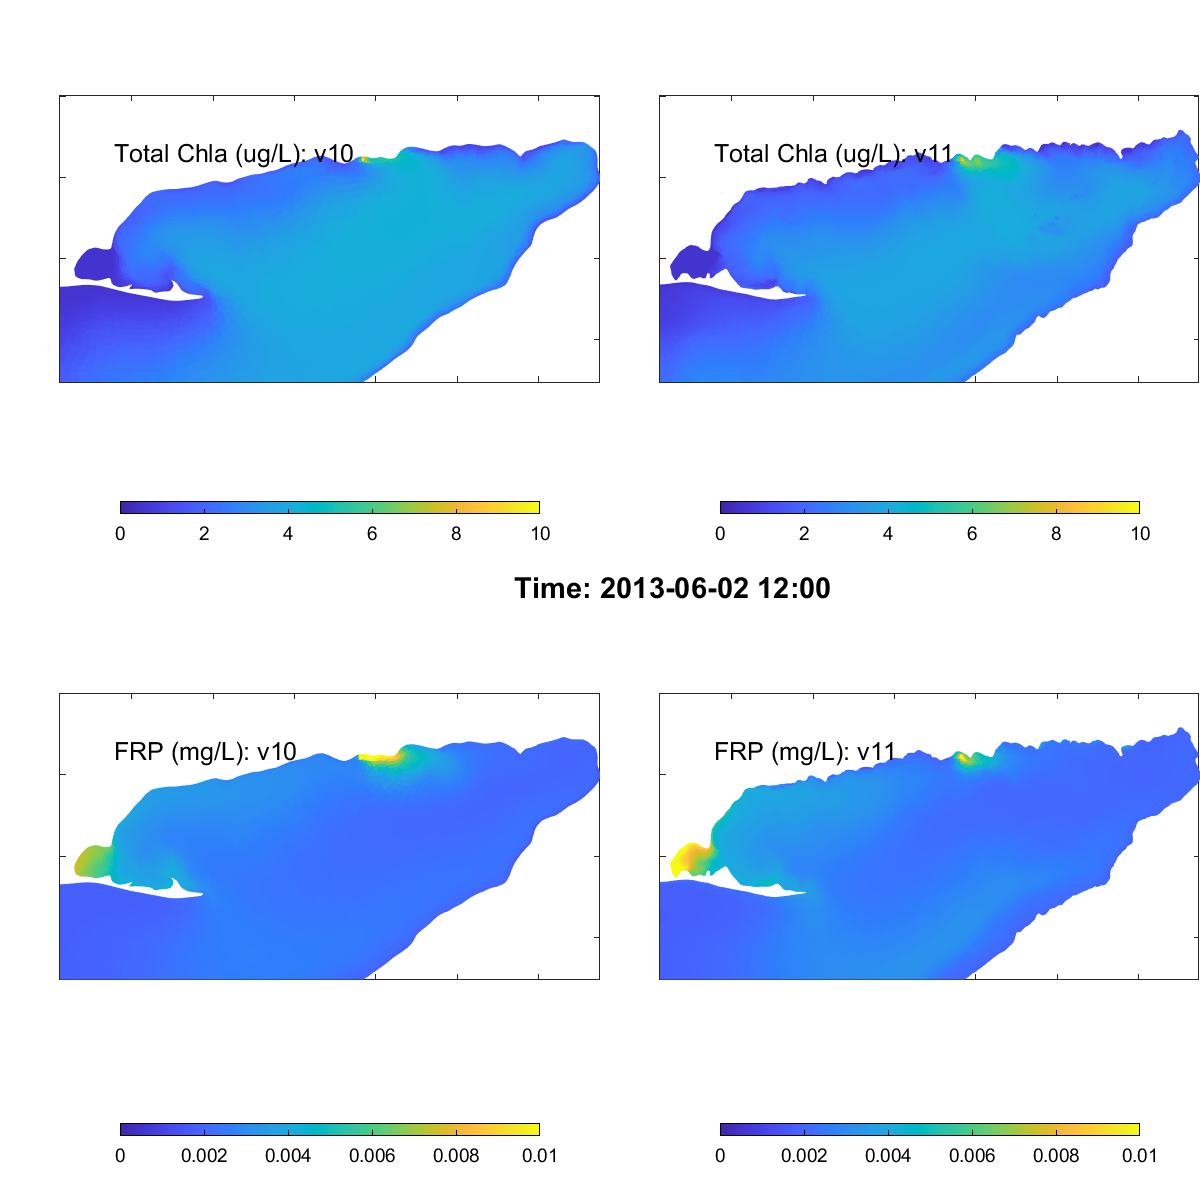 Total Chla (ug/L): v10
Total Chla (ug/L): v11
0 2 4 6 8 10
0 2 4 6 8 10
Time: 2013-06-02 12:00
FRP (mg/L): v10
FRP (mg/L): v11
0 0.002 0.004 0.006 0.008 0.01
0 0.002 0.004 0.006 0.008 0.01